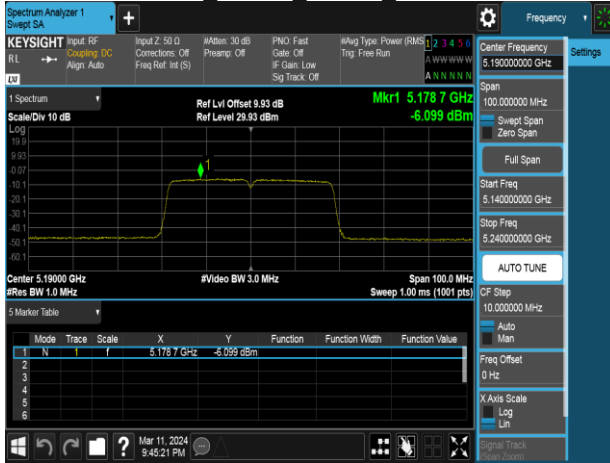 Spectrum Analyzer 1
Swept SA
+
Frequency
KEYSIGHT
RL
Input: RF
Coupling: DC
Align: Auto
Input Z: 50 Ω
Corrections: Off
Freq Ref: Int (S)
#Atten: 30 dB
Preamp: Off
PNO: Fast
Gate: Off
IF Gain: Low
Sig Track: Off
#Avg Type: Power (RMS
Trig: Free Run
1 2 3 4 5 6
A WW WW W
A N N N N N
Center Frequency
5.190000000 GHz
Settings
Span
100.000000 MHz
Swept Span
Zero Span
Full Span
Start Freq
5.140000000 GHz
Stop Freq
5.240000000 GHz
AUTO TUNE
CF Step
10.000000 MHz
Auto
Man
Freq Offset
0 Hz
X Axis Scale
Log
Lin
Signal Track
(Span Zoom)
1 Spectrum
Scale/Div 10 dB
Ref Lvl Offset 9.93 dB
Ref Level 29.93 dBm
Mkr1 5.178 7 GHz
-6.099 dBm
Log
19.9
9.93
-0.07
-10.1
-20.1
-30.1
-40.1
-50.1
-60.1
1
Center 5.19000 GHz
#Res BW 1.0 MHz
#Video BW 3.0 MHz
Span 100.0 MHz
Sweep 1.00 ms (1001 pts)
5 Marker Table
Mode Trace Scale X Y Function Function Width Function Value
1 N 1 f 5.178 7 GHz -6.099 dBm
2
3
4
5
6
?
Mar 11, 2024
9:45:21 PM